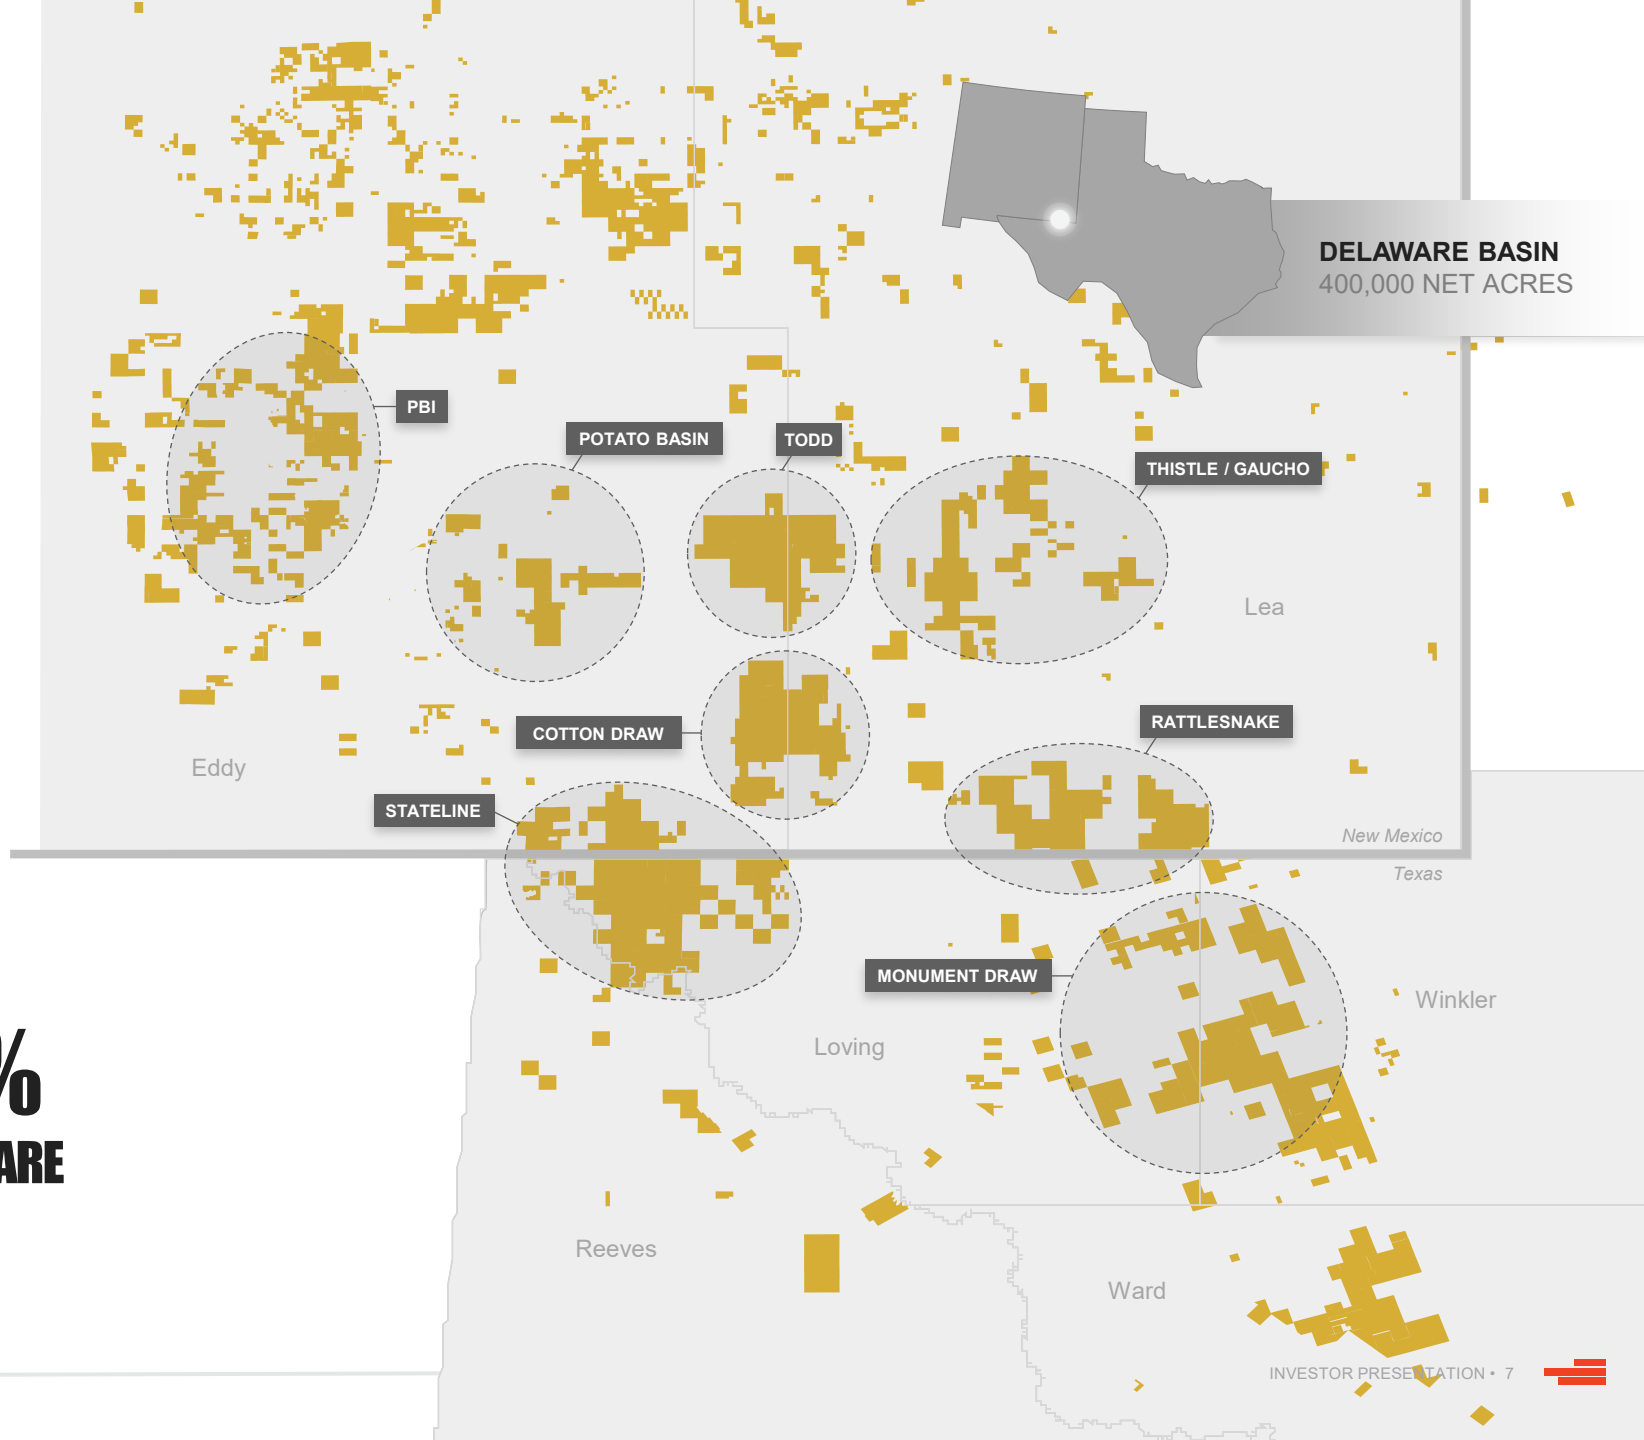 DELAWARE BASIN
400,000 NET ACRES
PBI
POTATO BASIN
TODD
THISTLE / GAUCHO
Lea
COTTON DRAW
RATTLESNAKE
Eddy
STATELINE
New Mexico
Texas
MONUMENT DRAW
Winkler
Loving
%
ARE
Reeves
Ward
INVESTOR PRESENTATION • 7